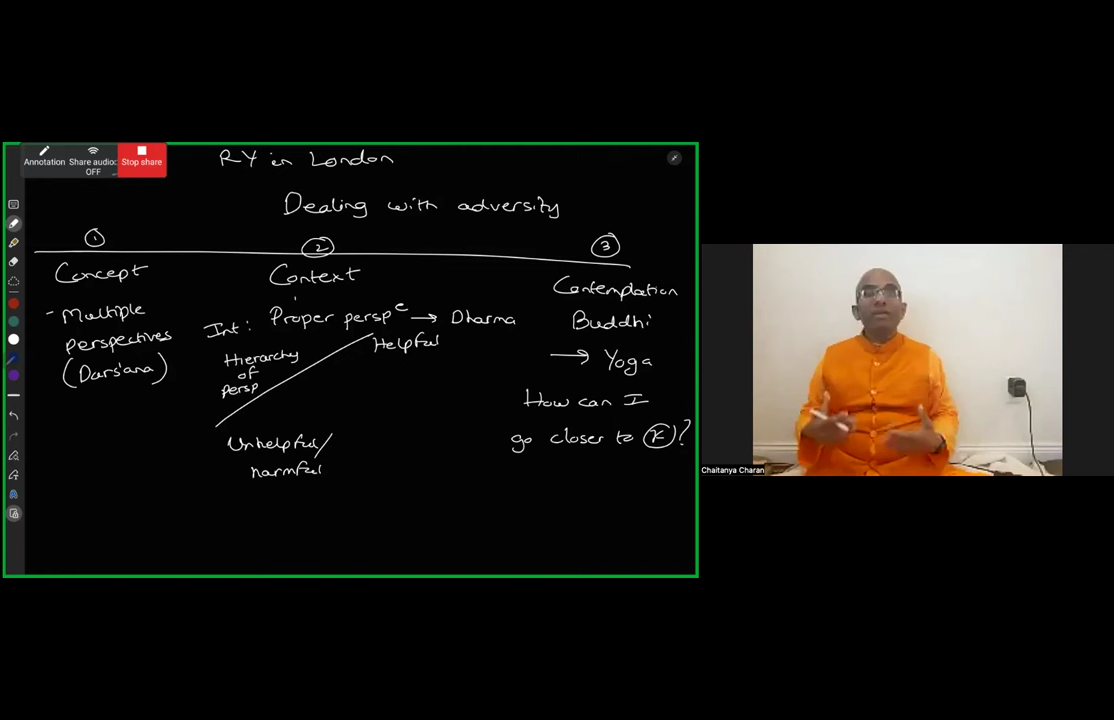 Annotation
Share audio:
OFF
Stop share
RY in London
Dealing with adversity
1
Concept
- Multiple
perspectives
(Darsana)
2
Context
Int: Proper persp^e → Dharma
Hierarchy
of
persp
Helpful
Unhelpful/
harmful
3
Contemplation
Buddhi
→ Yoga
How can I
go closer to K?
Chaitanya Charan